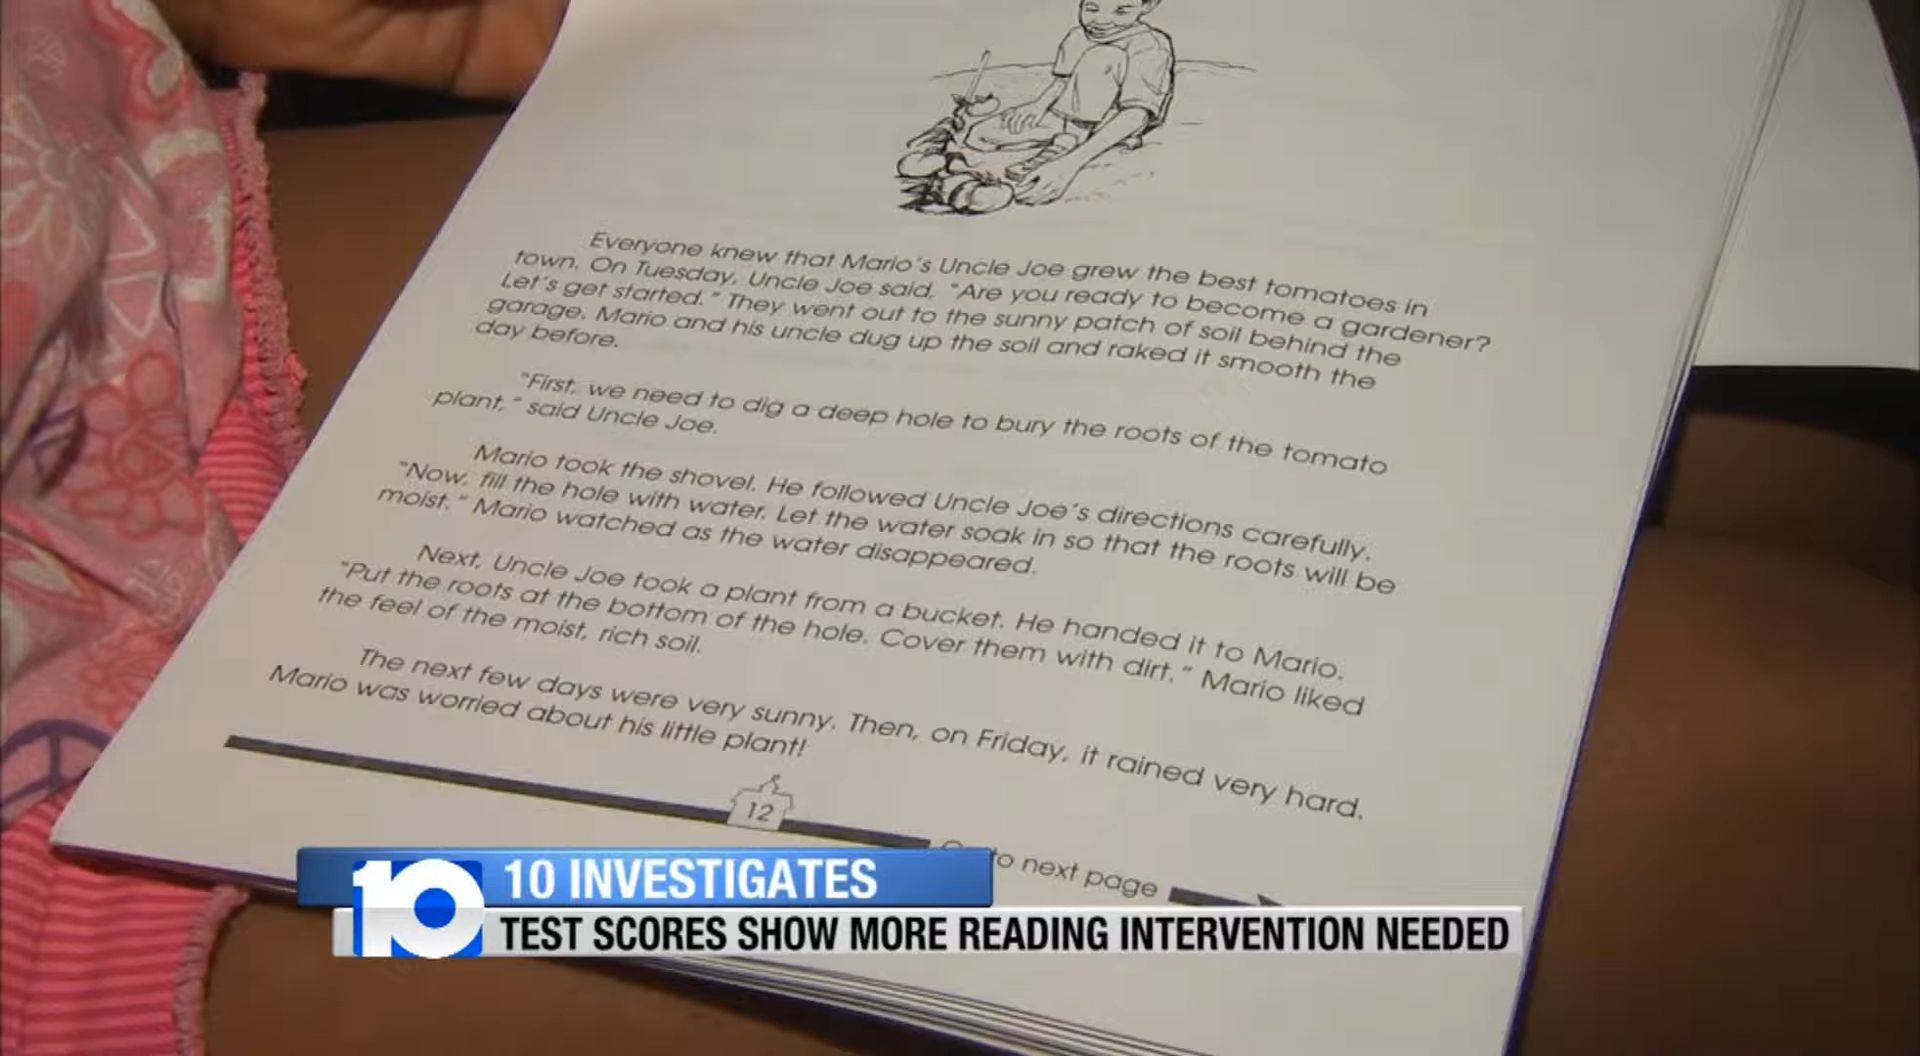 Everyone knew that Mario's Uncle Joe grew the best tomatoes in
town. On Tuesday, Uncle Joe said, "Are you ready to become a gardener?
Let's get started." They went out to the sunny patch of soil behind the
garage. Mario and his uncle dug up the soil and raked it smooth the
day before.
"First, we need to dig a deep hole to bury the roots of the tomato
plant," said Uncle Joe.
Mario took the shovel. He followed Uncle Joe's directions carefully.
"Now, fill the hole with water. Let the water soak in so that the roots will be
moist." Mario watched as the water disappeared.
Next, Uncle Joe took a plant from a bucket. He handed it to Mario.
"Put the roots at the bottom of the hole. Cover them with dirt." Mario liked
the feel of the moist, rich soil.
The next few days were very sunny. Then, on Friday, it rained very hard.
Mario was worried about his little plant!
12
to next page
10
10 INVESTIGATES
TEST SCORES SHOW MORE READING INTERVENTION NEEDED